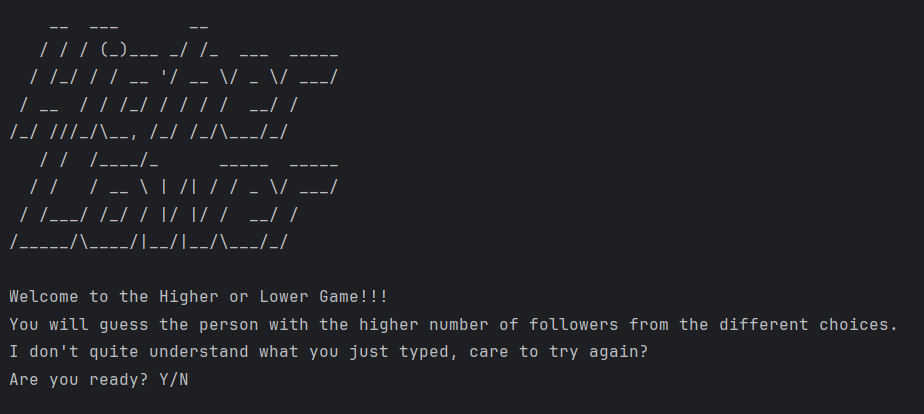 __  ___       __
   / / / (_)___ _/ /_  ___  _____
  / /_/ / / __ '/ __ \/ _ \/ ___/
 / __  / / /_/ / / / /  __/ /
/_/ ///_/\__, /_/ /_/\___/_/
   / /  /____/_      _____  _____
  / /   / __ \ | /| / / _ \/ ___/
 / /___/ /_/ / |/ |/ /  __/ /
/_____/\____/|__/|__/\___/_/
Welcome to the Higher or Lower Game!!!
You will guess the person with the higher number of followers from the different choices.
I don't quite understand what you just typed, care to try again?
Are you ready? Y/N